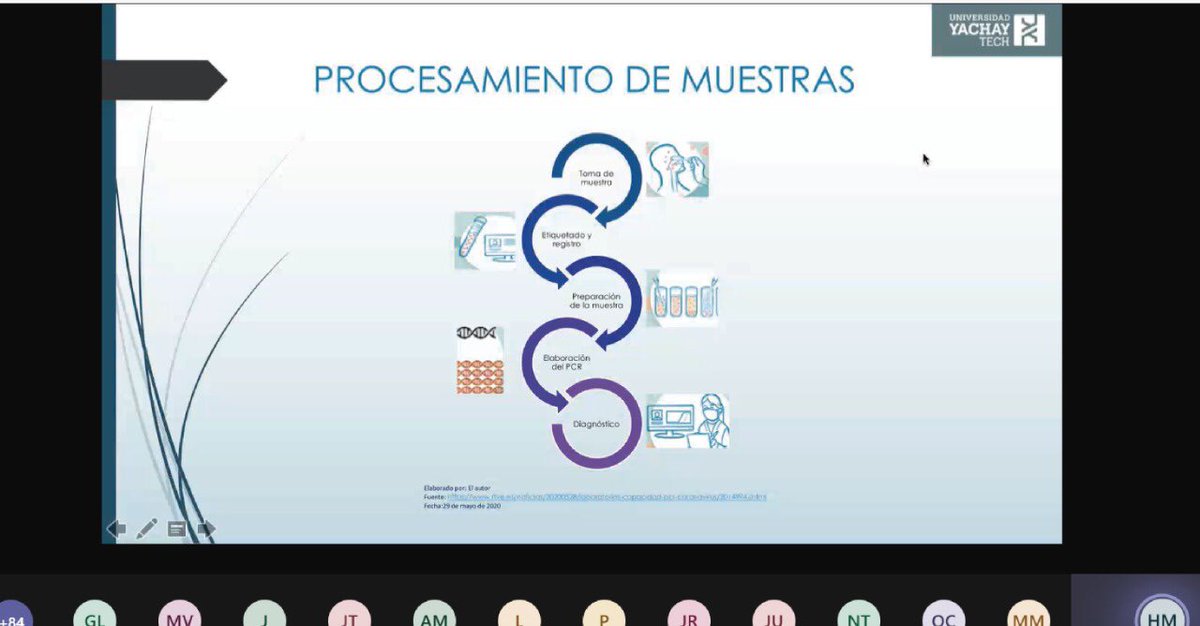 UNIVERSIDAD
YACHAY
TECH
PROCESAMIENTO DE MUESTRAS
Toma de
muestra
Etiquetado y
registro
Preparación
de la muestra
Elaboración
del PCR
Diagnóstico
Elaborado por: El autor
Fuente:
Fecha:29 de mayo de 2020
+84
GL
MV
J
JT
AM
L
P
JR
JU
NT
OC
MM
HM